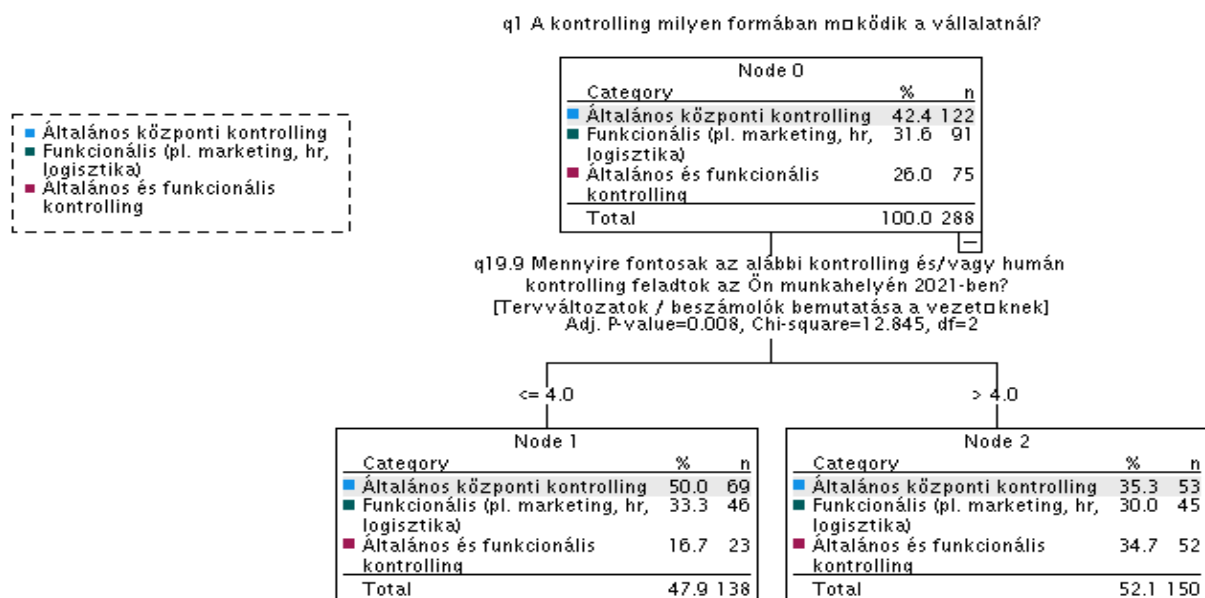 q1 A kontrolling milyen formában m□ködik a vállalatnál?
Node 0
Category % n
Általános központi kontrolling 42.4 122
Funkcionális (pl. marketing, hr, 31.6 91
logisztika)
Általános és funkcionális 26.0 75
kontrolling
Total 100.0 288
Általános központi kontrolling
Funkcionális (pl. marketing, hr,
logisztika)
Általános és funkcionális
kontrolling
q19.9 Mennyire fontosak az alábbi kontrolling és/vagy humán
kontrolling feladtok az Ön munkahelyén 2021-ben?
[Tervváltozatok / beszámolók bemutatása a vezet□knek]
Adj. P-value=0.008, Chi-square=12.845, df=2
<= 4.0
> 4.0
Node 1
Category % n
Általános központi kontrolling 50.0 69
Funkcionális (pl. marketing, hr, 33.3 46
logisztika)
Általános és funkcionális 16.7 23
kontrolling
Total 47.9 138
Node 2
Category % n
Általános központi kontrolling 35.3 53
Funkcionális (pl. marketing, hr, 30.0 45
logisztika)
Általános és funkcionális 34.7 52
kontrolling
Total 52.1 150